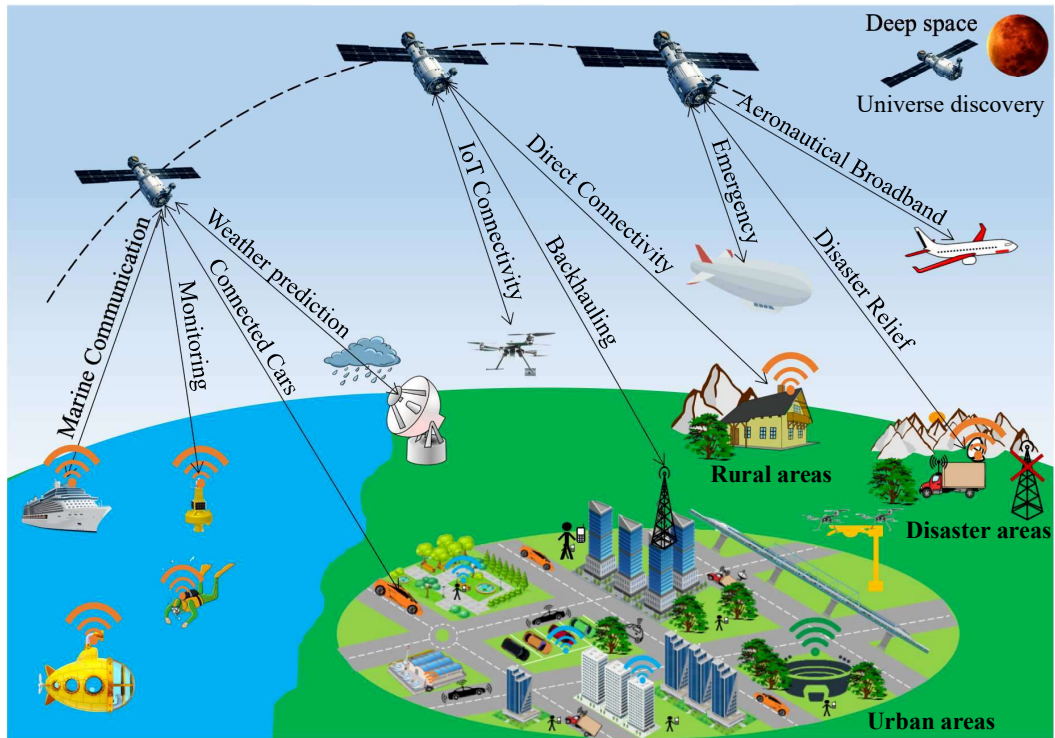 Deep space
Universe discovery
Aeronautical Broadband
Emergency
Disaster Relief
IoT Connectivity
Direct Connectivity
Backhauling
Weather prediction
Connected Cars
Monitoring
Marine Communication
Rural areas
Disaster areas
Urban areas